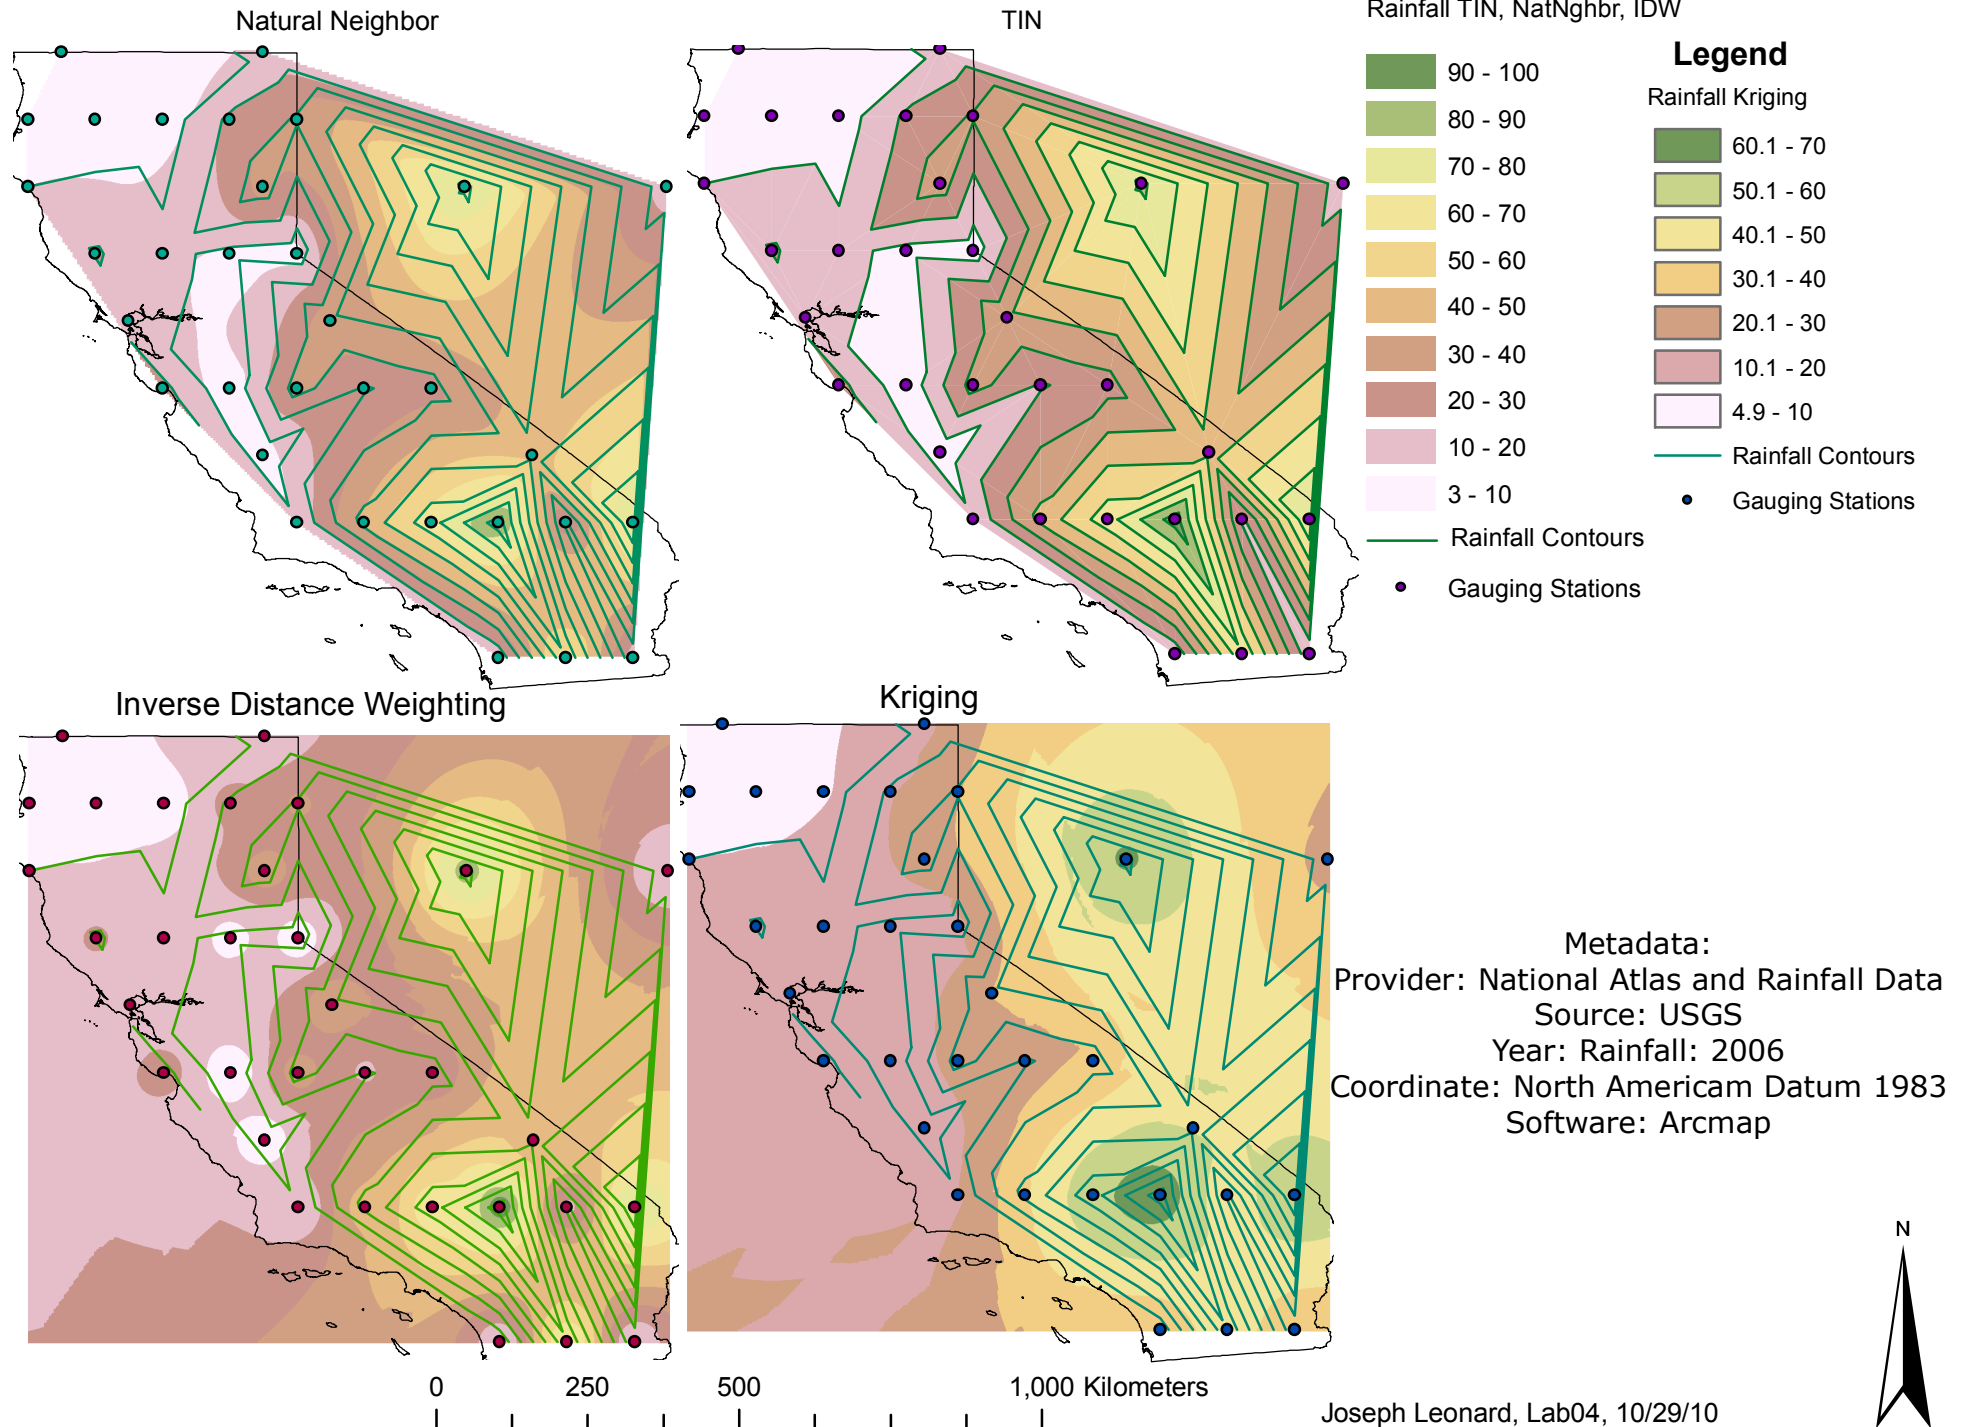 Natural Neighbor
TIN
Rainfall TIN, NatNghbr, IDW
90 - 100
80 - 90
70 - 80
60 - 70
50 - 60
40 - 50
30 - 40
20 - 30
10 - 20
3 - 10
Rainfall Contours
Gauging Stations
Legend
Rainfall Kriging
60.1 - 70
50.1 - 60
40.1 - 50
30.1 - 40
20.1 - 30
10.1 - 20
4.9 - 10
Rainfall Contours
Gauging Stations
Inverse Distance Weighting
Kriging
Metadata:
Provider: National Atlas and Rainfall Data
Source: USGS
Year: Rainfall: 2006
Coordinate: North Americam Datum 1983
Software: Arcmap
N
0 250 500 1,000 Kilometers
Joseph Leonard, Lab04, 10/29/10